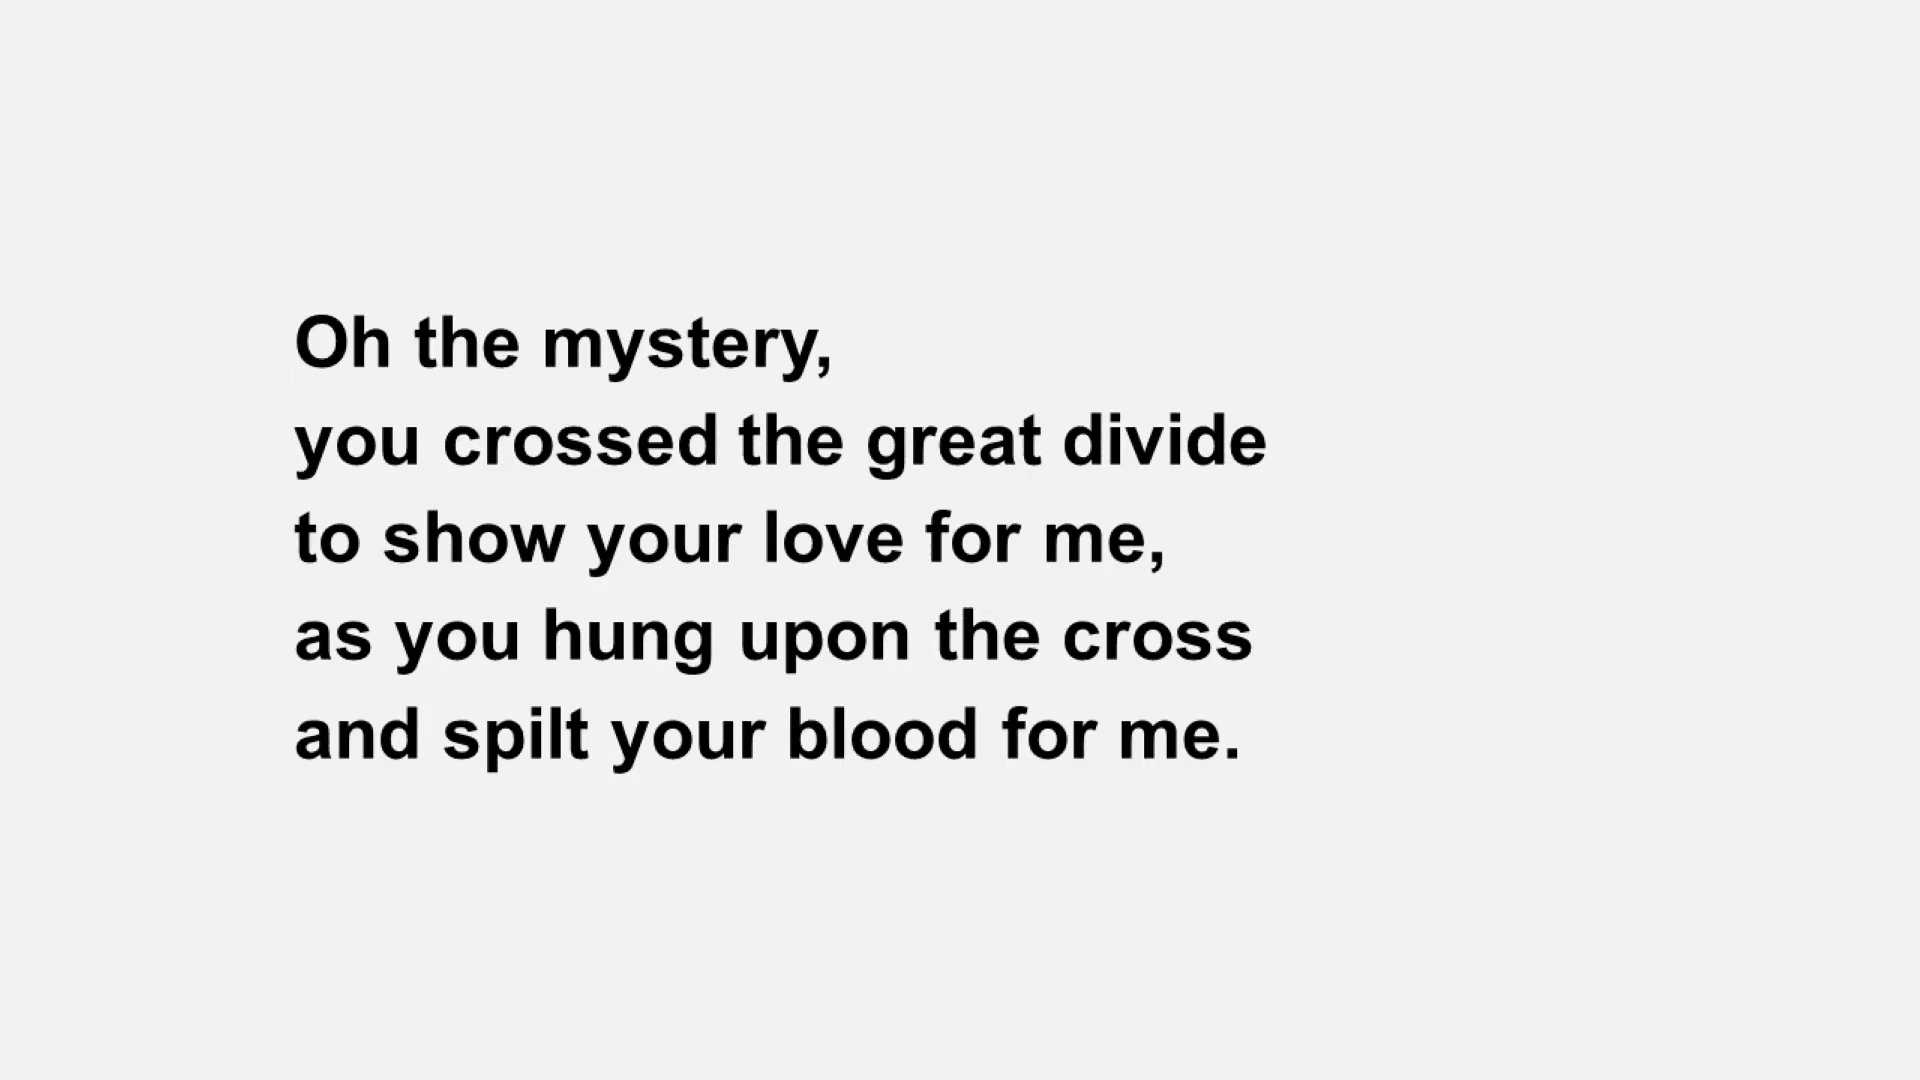 Oh the mystery,
you crossed the great divide
to show your love for me,
as you hung upon the cross
and spilt your blood for me.